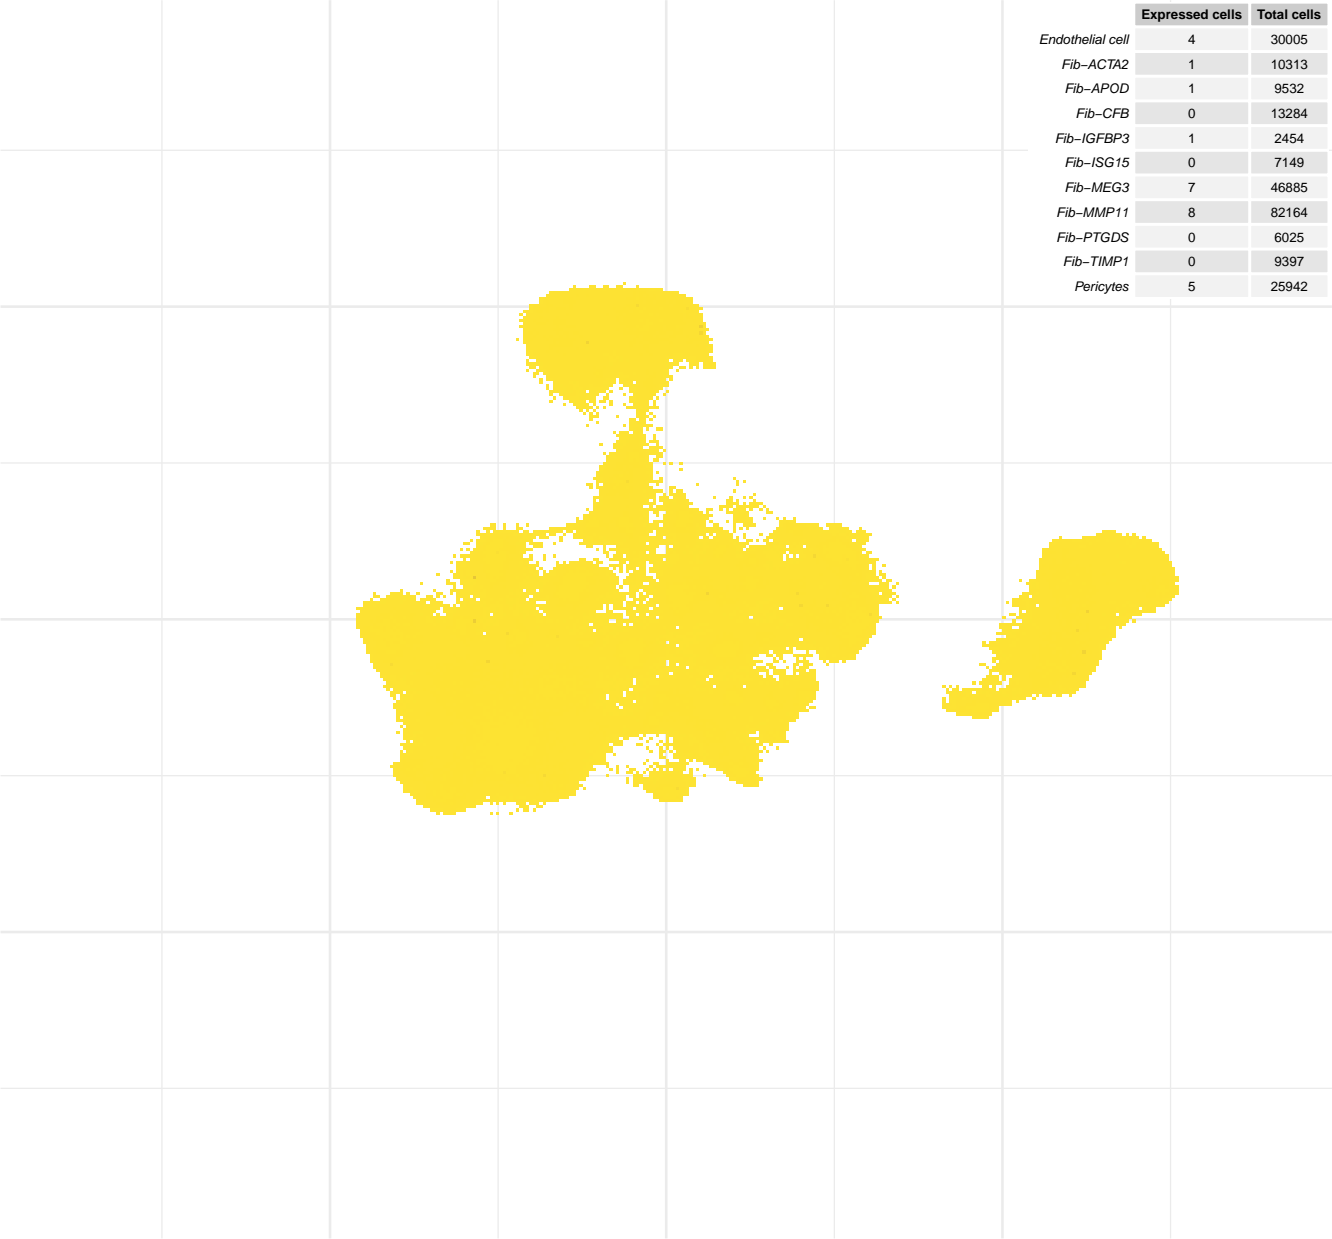 Expressed cells Total cells
Endothelial cell 4 30005
Fib−ACTA2 1 10313
Fib−APOD 1 9532
Fib−CFB 0 13284
Fib−IGFBP3 1 2454
Fib−ISG15 0 7149
Fib−MEG3 7 46885
Fib−MMP11 8 82164
Fib−PTGDS 0 6025
Fib−TIMP1 0 9397
Pericytes 5 25942